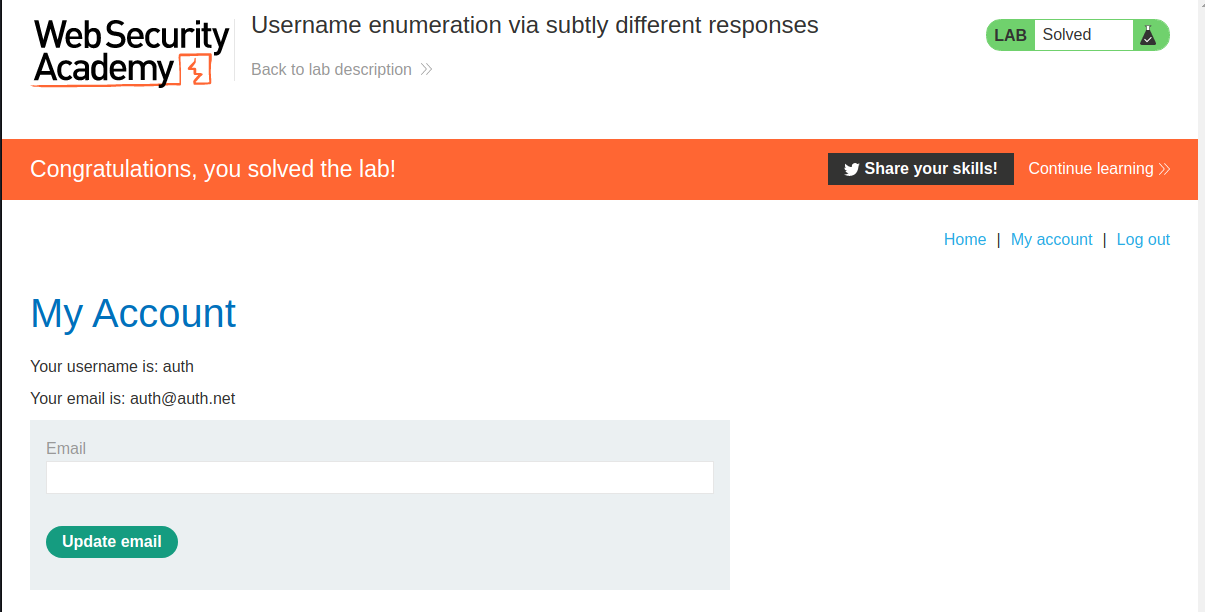 Web Security
Academy
Username enumeration via subtly different responses
Back to lab description
LAB Solved
Congratulations, you solved the lab!
Share your skills!
Continue learning
Home | My account | Log out
My Account
Your username is: auth
Your email is: auth@auth.net
Email
Update email